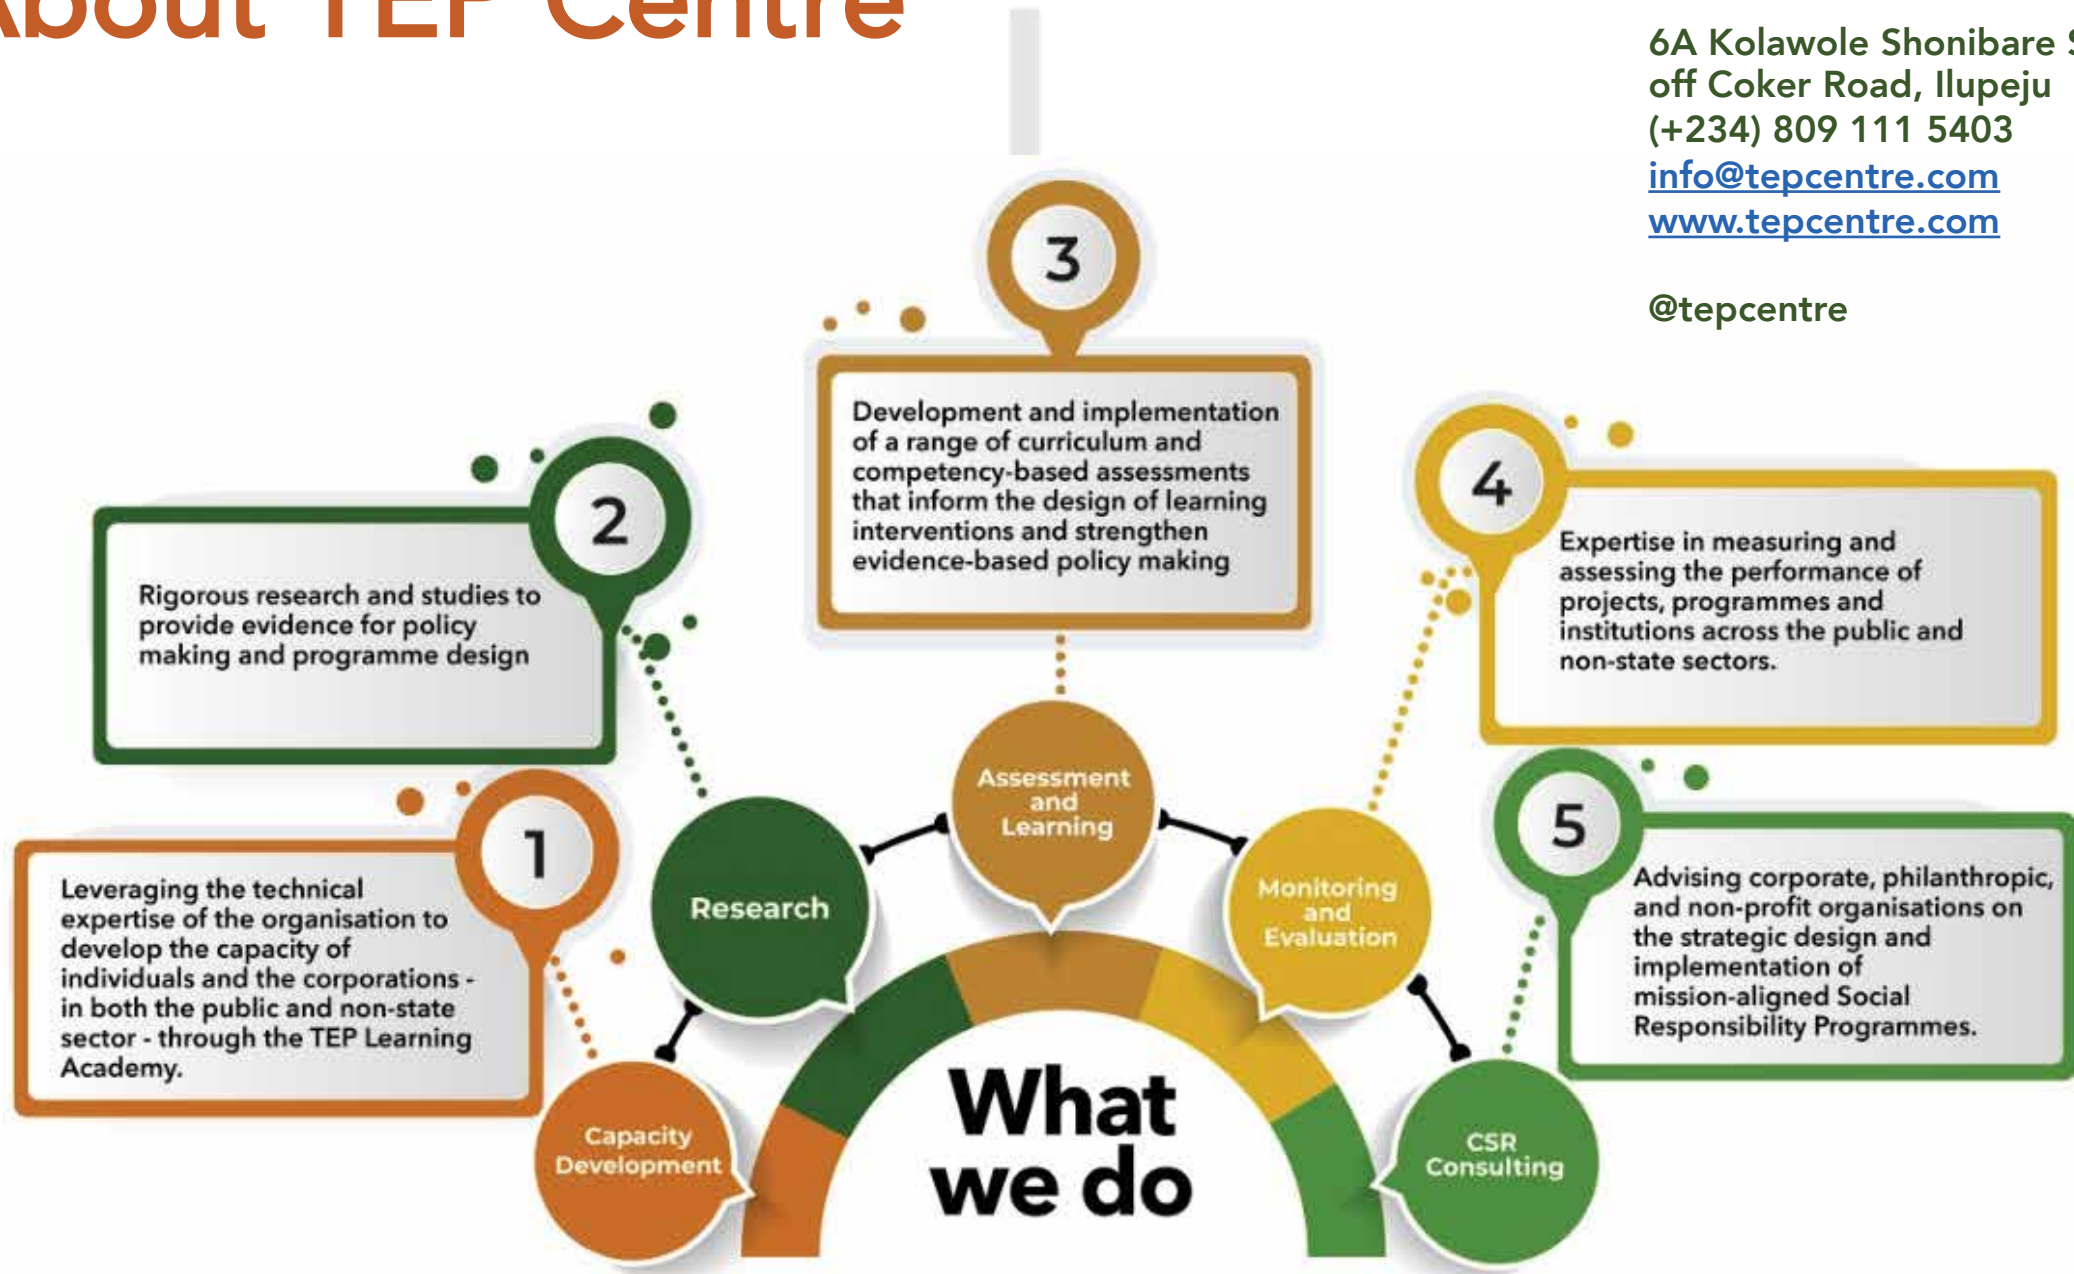 About TEP Centre
6A Kolawole Shonibare
off Coker Road, Ilupeju
(+234) 809 111 5403
info@tepcentre.com
www.tepcentre.com
@tepcentre
3
Development and implementation
of a range of curriculum and
competency-based assessments
that inform the design of learning
interventions and strengthen
evidence-based policy making
2
Rigorous research and studies to
provide evidence for policy
making and programme design
4
Expertise in measuring and
assessing the performance of
projects, programmes and
institutions across the public and
non-state sectors.
1
Leveraging the technical
expertise of the organisation to
develop the capacity of
individuals and the corporations -
in both the public and non-state
sector - through the TEP Learning
Academy.
5
Advising corporate, philanthropic,
and non-profit organisations on
the strategic design and
implementation of
mission-aligned Social
Responsibility Programmes.
Capacity
Development
Research
Assessment
and
Learning
Monitoring
and
Evaluation
CSR
Consulting
What
we do